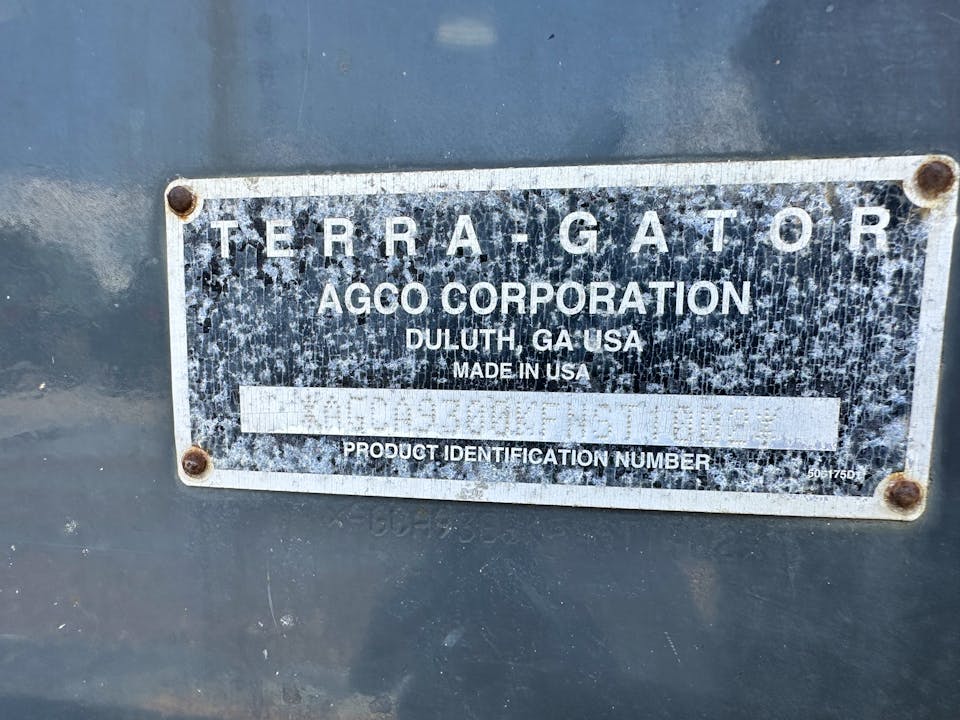 TERRA-GATOR
AGCO CORPORATION
DULUTH, GA USA
MADE IN USA
PRODUCT IDENTIFICATION NUMBER